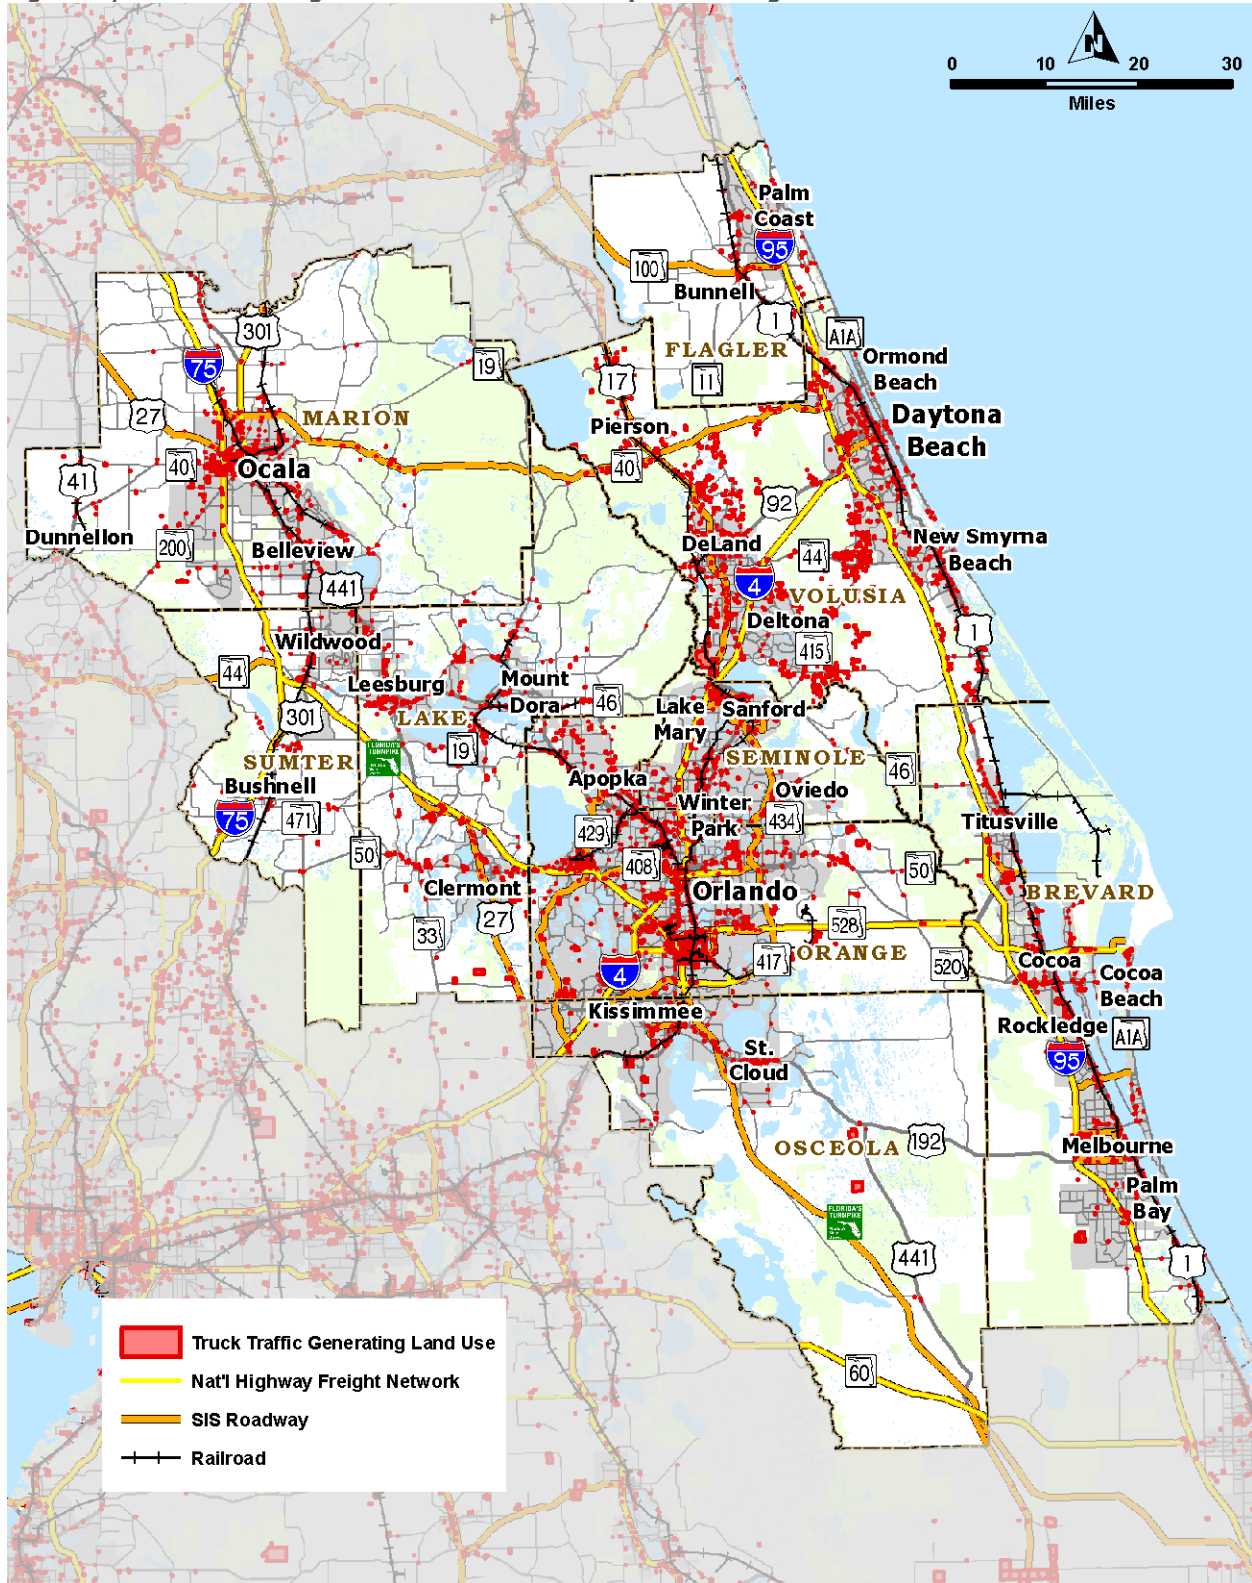 N
0 10 20 30
Miles
Palm
Coast
95
100
Bunnell
1
301
A1A
FLAGLER
Ormond
Beach
75
19
17
11
27
MARION
Pierson
Daytona
Beach
40
Ocala
40
41
92
Dunnellon
200
Belleview
DeLand
44
New Smyrna
Beach
441
4
VOLUSIA
Deltona
1
Wildwood
415
44
Leesburg
Mount
Dora
46
301
LAKE
Lake
Mary
Sanford
19
FLORIDA'S
TURNPIKE
SUMTER
SEMINOLE
46
Bushnell
Apopka
Oviedo
75
471
Winter
Park
434
Titusville
429
50
408
50
Clermont
Orlando
BREVARD
27
33
528
ORANGE
417
520
Cocoa
4
Cocoa
Beach
Kissimmee
Rockledge
A1A
St.
Cloud
95
OSCEOLA
192
Melbourne
Palm
Bay
FLORIDA'S
TURNPIKE
441
1
60
Truck Traffic Generating Land Use
Nat'l Highway Freight Network
SIS Roadway
Railroad